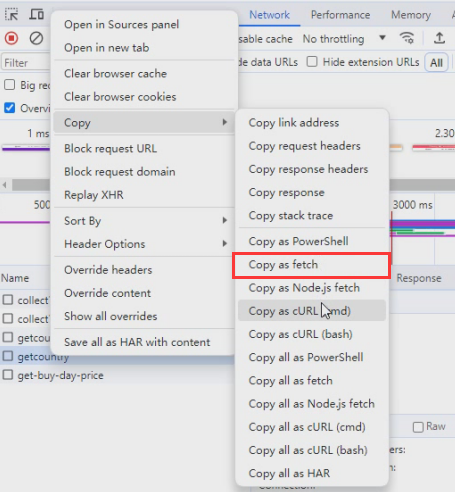 Network
Performance
Memory
Open in Sources panel
Open in new tab
Clear browser cache
Clear browser cookies
Copy
Block request URL
Block request domain
Replay XHR
Sort By
Header Options
Override headers
Override content
Show all overrides
Save all as HAR with content
Copy link address
Copy request headers
Copy response headers
Copy response
Copy stack trace
Copy as PowerShell
Copy as fetch
Copy as Node.js fetch
Copy as cURL (cmd)
Copy as cURL (bash)
Copy all as PowerShell
Copy all as fetch
Copy all as Node.js fetch
Copy all as cURL (cmd)
Copy all as cURL (bash)
Copy all as HAR
cache
No throttling
Filter
data URLs
Hide extension URLs
All
Big
1 ms
2.30
500
3000 ms
Name
Response
collect
collect
getcountry
get-buy-day-price
Raw